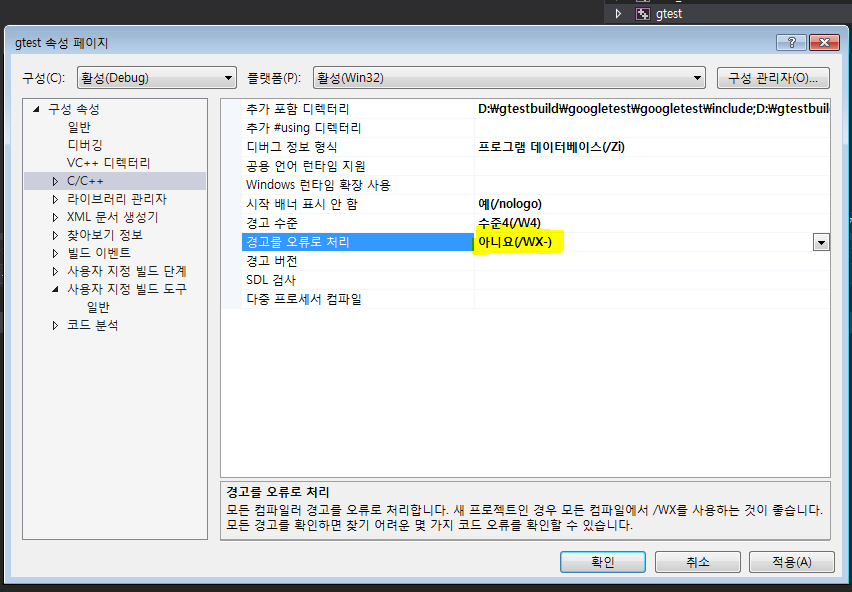 gtest
gtest 속성 페이지
구성(C): 활성(Debug) 플랫폼(P): 활성(Win32) 구성 관리자(O)...
구성 속성
일반
디버깅
VC++ 디렉터리
C/C++
라이브러리 관리자
XML 문서 생성기
찾아보기 정보
빌드 이벤트
사용자 지정 빌드 단계
사용자 지정 빌드 도구
일반
코드 분석
추가 포함 디렉터리 D:₩gtestbuild₩googletest₩googletest₩include;D:₩gtestbuil
추가 #using 디렉터리
디버그 정보 형식 프로그램 데이터베이스(/Zi)
공용 언어 런타임 지원
Windows 런타임 확장 사용
시작 배너 표시 안 함 예(/nologo)
경고 수준 수준4(/W4)
경고를 오류로 처리 아니요(/WX-)
경고 버전
SDL 검사
다중 프로세서 컴파일
경고를 오류로 처리
모든 컴파일러 경고를 오류로 처리합니다. 새 프로젝트인 경우 모든 컴파일에서 /WX를 사용하는 것이 좋습니다.
모든 경고를 확인하면 찾기 어려운 몇 가지 코드 오류를 확인할 수 있습니다.
확인 취소 적용(A)